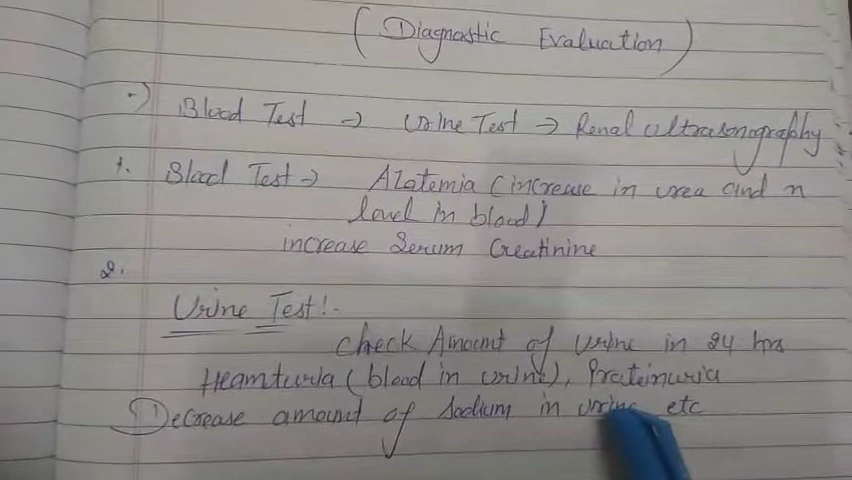 (Diagnostic Evaluation)
Blood Test → Urine Test → Renal ultrasonography
1. Blood Test → Azotemia (increase in urea and n
level in blood)
increase Serum Creatinine
2.
Urine Test:-
Check Amount of urine in 24 hrs
Heamturia (blood in urine), Proteinuria
Decrease amount of Sodium in urine etc